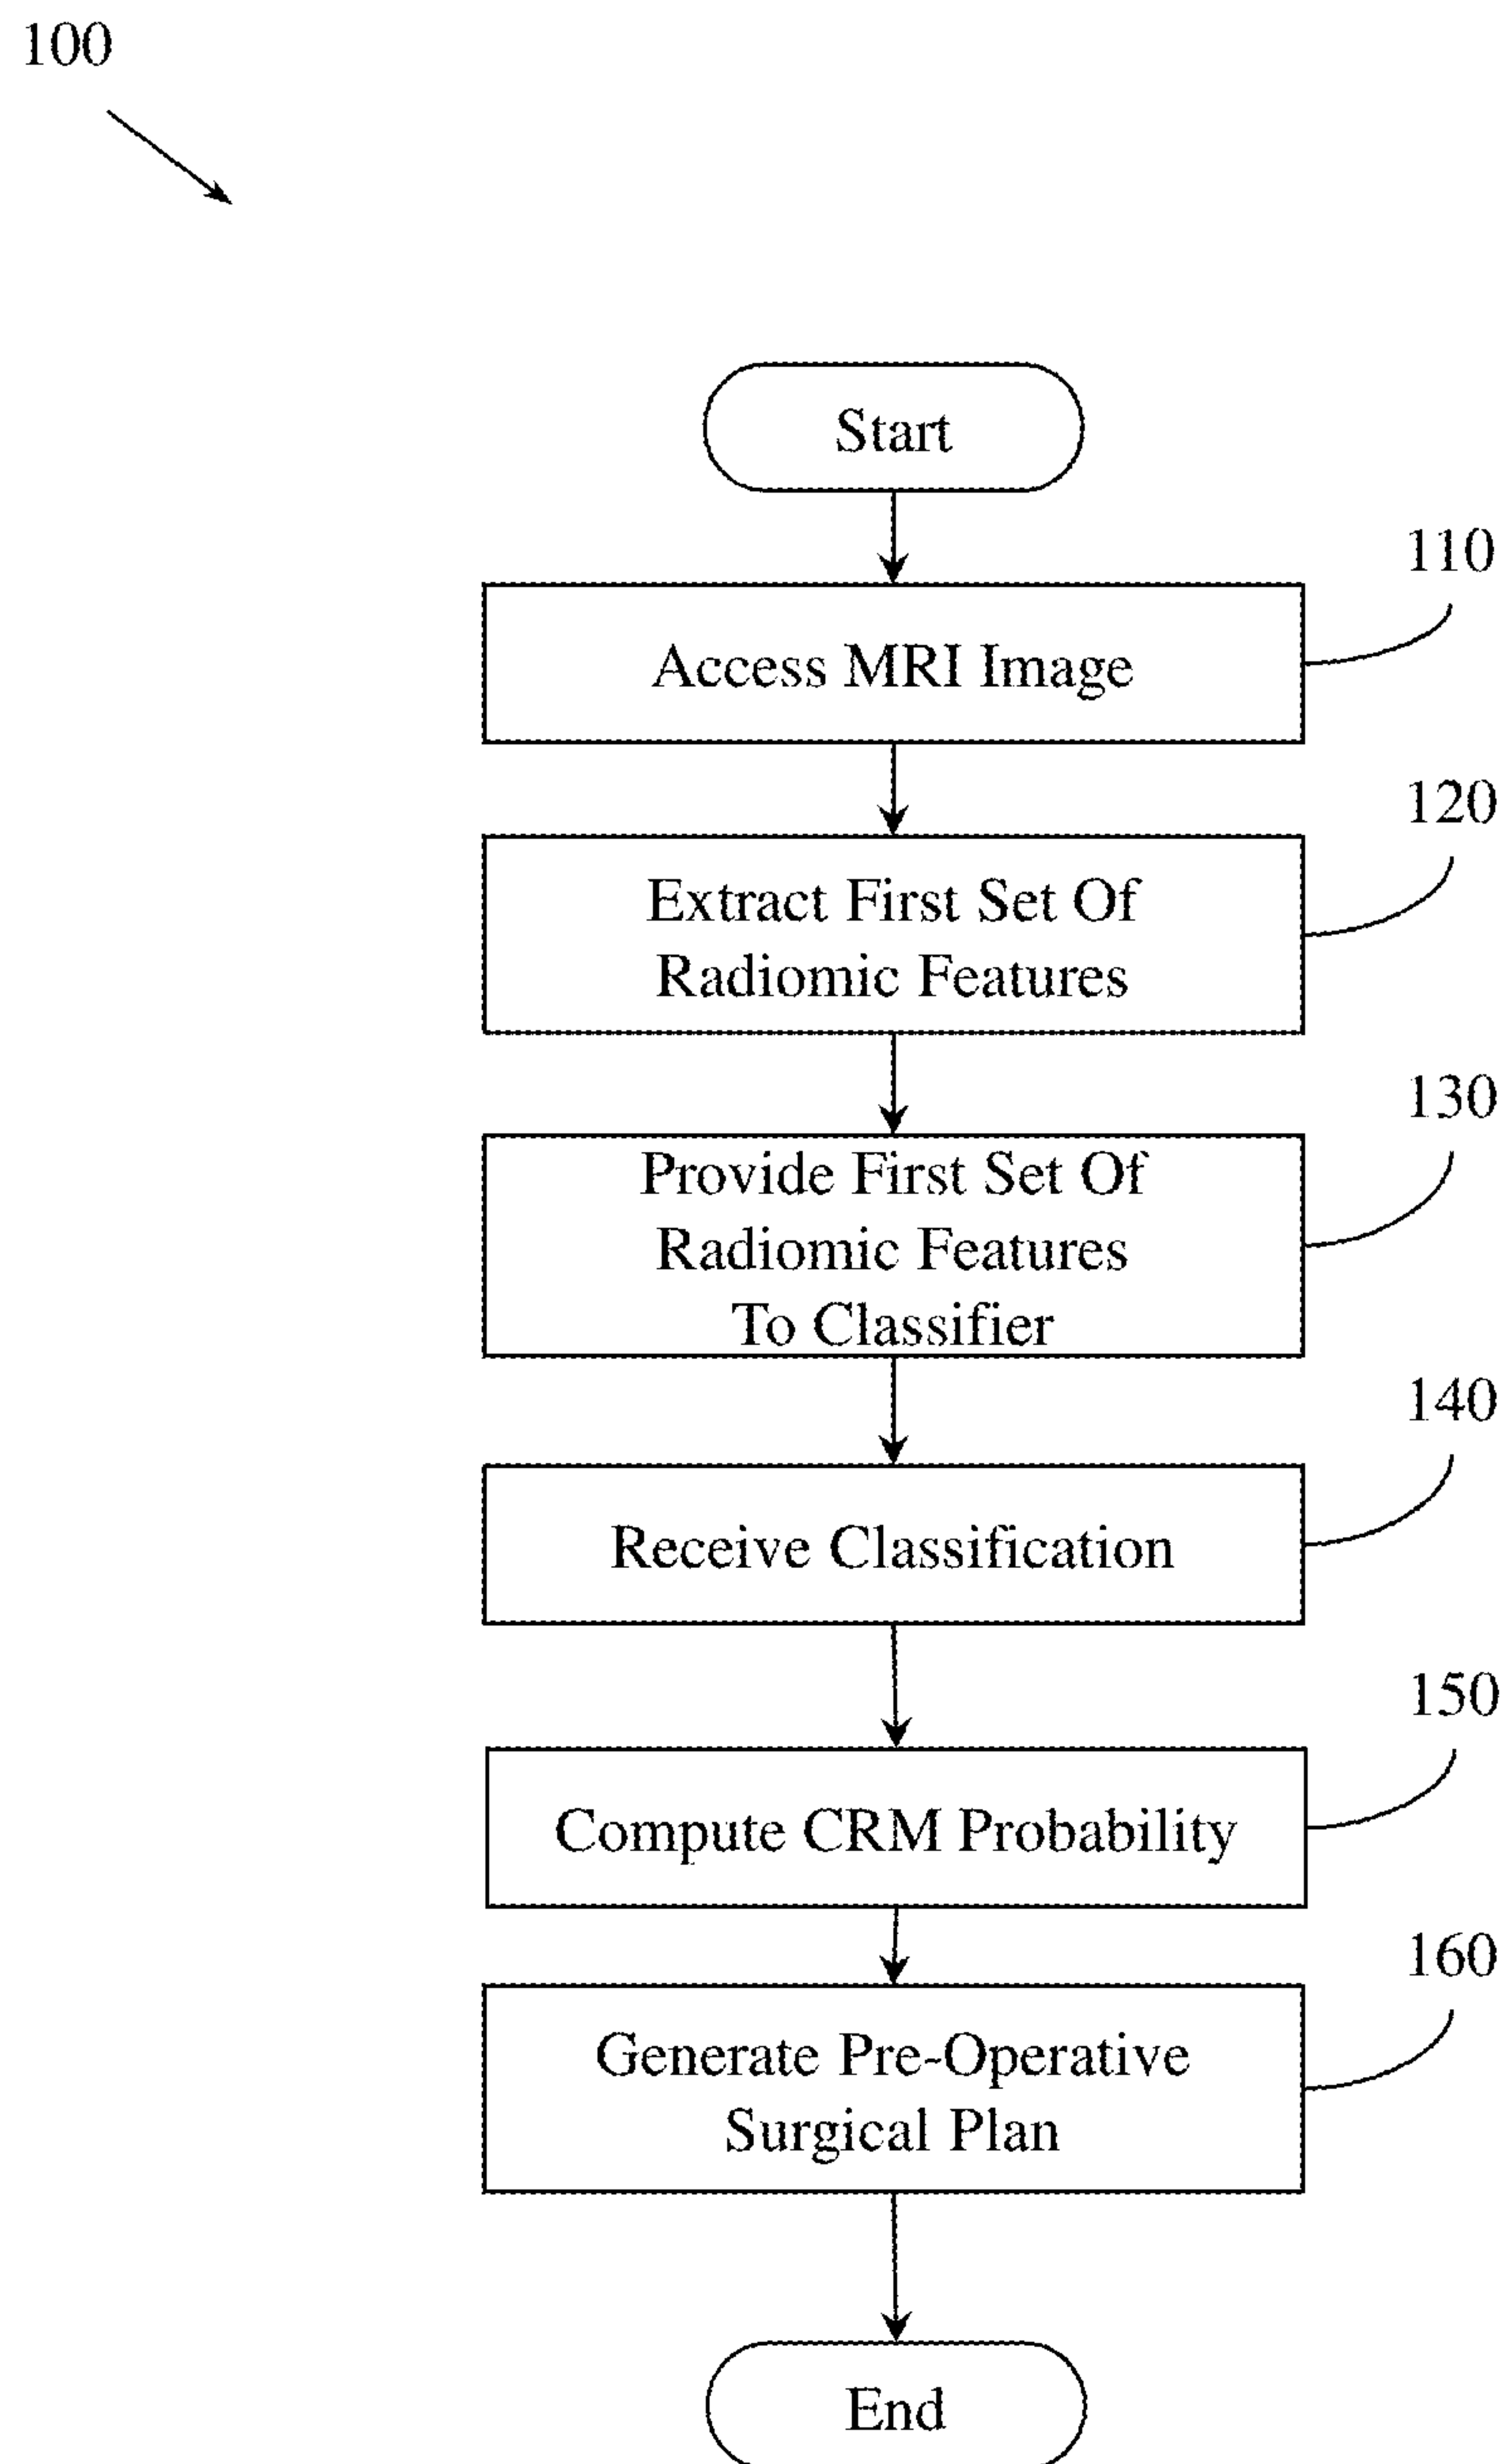 100
Start
110
Access MRI Image
120
Extract First Set Of
Radiomic Features
130
Provide First Set Of
Radiomic Features
To Classifier
140
Receive Classification
150
Compute CRM Probability
160
Generate Pre-Operative
Surgical Plan
End